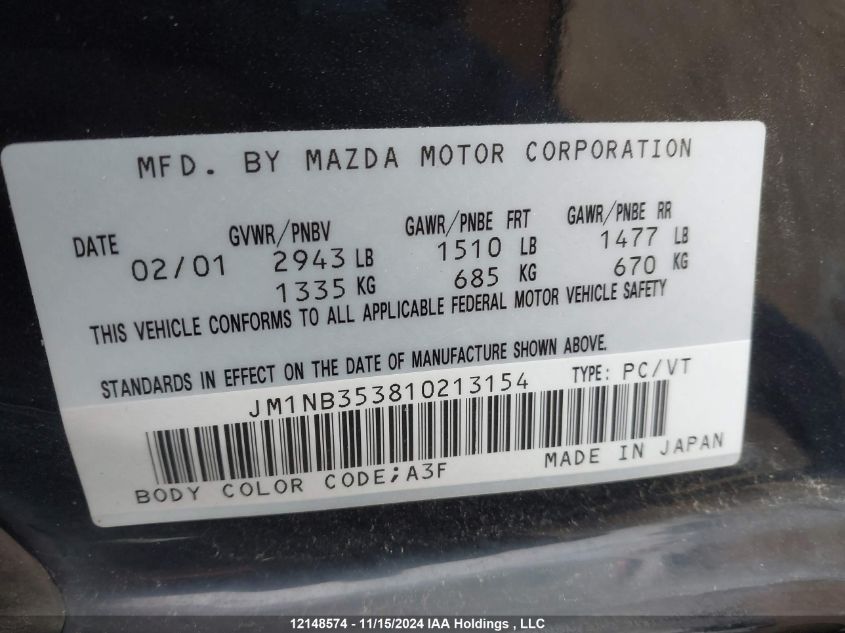 MFD. BY MAZDA MOTOR CORPORATION
DATE GVWR/PNBV GAWR/PNBE FRT GAWR/PNBE RR
02/01 2943 LB 1510 LB 1477 LB
1335 KG 685 KG 670 KG
THIS VEHICLE CONFORMS TO ALL APPLICABLE FEDERAL MOTOR VEHICLE SAFETY
STANDARDS IN EFFECT ON THE DATE OF MANUFACTURE SHOWN ABOVE.
JM1NB353810213154 TYPE: PC/VT
BODY COLOR CODE;A3F MADE IN JAPAN
12148574 - 11/15/2024 IAA Holdings , LLC